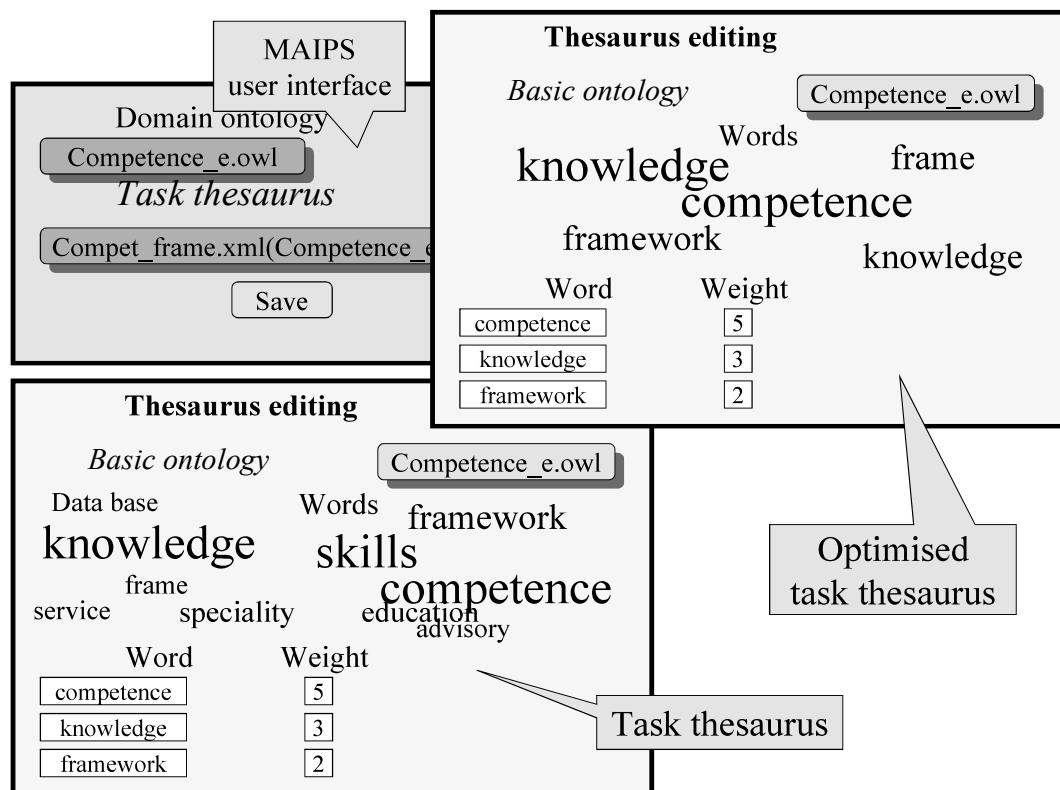 MAIPS
user interface
Domain ontology
Competence_e.owl
Task thesaurus
Compet_frame.xml(Competence_e
Save
Thesaurus editing
Basic ontology
Competence_e.owl
Words
knowledge
frame
competence
framework
knowledge
Word Weight
competence 5
knowledge 3
framework 2
Optimised
task thesaurus
Thesaurus editing
Basic ontology
Competence_e.owl
Data base
Words
framework
knowledge
skills
frame
competence
service
speciality
education
advisory
Word Weight
competence 5
knowledge 3
framework 2
Task thesaurus